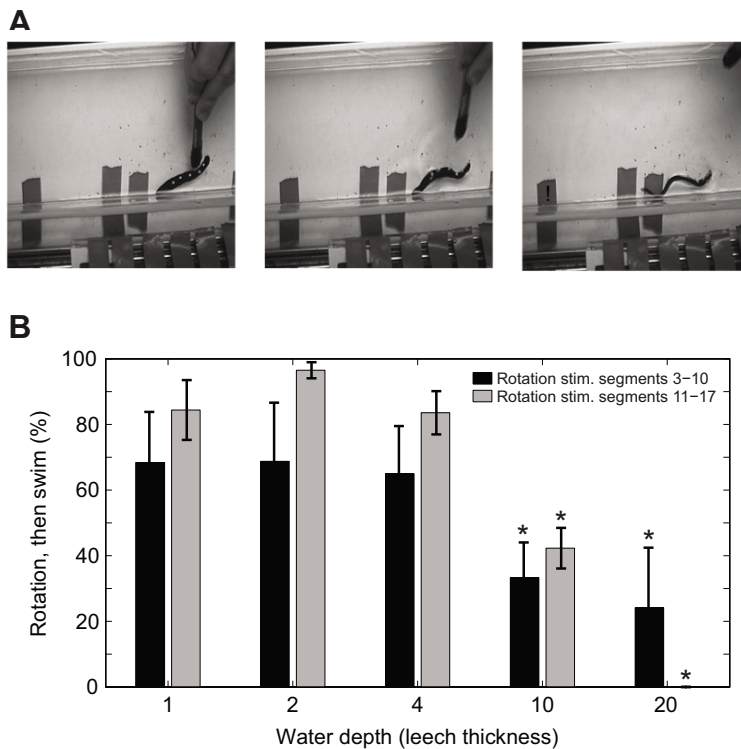 A
!
B
Rotation, then swim (%)
100
80
60
40
20
0
Rotation stim. segments 3–10
Rotation stim. segments 11–17
* * * *
1 2 4 10 20
Water depth (leech thickness)